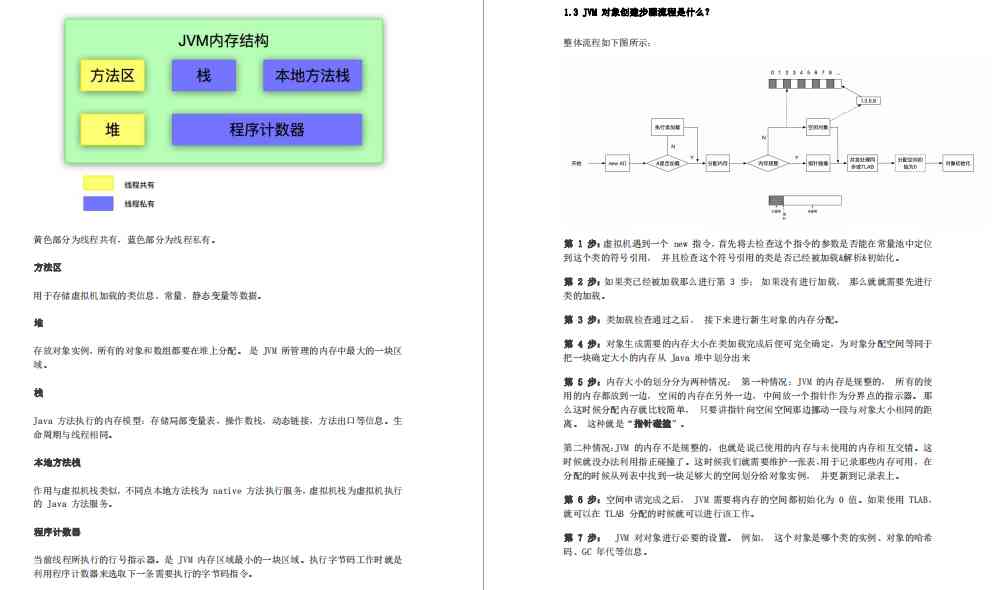 JVM内存结构
方法区
栈
本地方法栈
堆
程序计数器
线程共有
线程私有
黄色部分为线程共有，蓝色部分为线程私有。
方法区
用于存储虚拟机加载的类信息，常量，静态变量等数据。
堆
存放对象实例，所有的对象和数组都要在堆上分配。 是 JVM 所管理的内存中最大的一块区
域。
栈
Java 方法执行的内存模型：存储局部变量表，操作数栈，动态链接，方法出口等信息。生
命周期与线程相同。
本地方法栈
作用与虚拟机栈类似，不同点本地方法栈为 native 方法执行服务，虚拟机栈为虚拟机执行
的 Java 方法服务。
程序计数器
当前线程所执行的行号指示器。是 JVM 内存区域最小的一块区域。执行字节码工作时就是
利用程序计数器来选取下一条需要执行的字节码指令。
1.3 JVM 对象创建步骤流程是什么？
整体流程如下图所示：
0 1 2 3 4 5 6 7 8 ...
执行类加载
空闲列表
N
N
开始
new A()
A是否加载
Y
分配内存
内存规整
Y
指针碰撞
并发处理同
步或TLAB
分配空间初
始为0
对象初始化
第 1 步：虚拟机遇到一个 new 指令，首先将去检查这个指令的参数是否能在常量池中定位
到这个类的符号引用， 并且检查这个符号引用的类是否已经被加载&解析&初始化。
第 2 步：如果类已经被加载那么进行第 3 步； 如果没有进行加载， 那么就就需要先进行
类的加载。
第 3 步：类加载检查通过之后， 接下来进行新生对象的内存分配。
第 4 步：对象生成需要的内存大小在类加载完成后便可完全确定，为对象分配空间等同于
把一块确定大小的内存从 Java 堆中划分出来
第 5 步：内存大小的划分分为两种情况： 第一种情况：JVM 的内存是规整的， 所有的使
用的内存都放到一边， 空闲的内存在另外一边， 中间放一个指针作为分界点的指示器。 那
么这时候分配内存就比较简单， 只要讲指针向空闲空间那边挪动一段与对象大小相同的距
离。 这种就是“指针碰撞”。
第二种情况：JVM 的内存不是规整的，也就是说已使用的内存与未使用的内存相互交错。这
时候就没办法利用指正碰撞了。这时候我们就需要维护一张表，用于记录那些内存可用，在
分配的时候从列表中找到一块足够大的空间划分给对象实例， 并更新到记录表上。
第 6 步：空间申请完成之后， JVM 需要将内存的空间都初始化为 0 值。如果使用 TLAB，
就可以在 TLAB 分配的时候就可以进行该工作。
第 7 步： JVM 对对象进行必要的设置。 例如， 这个对象是哪个类的实例、对象的哈希
码、GC 年代等信息。